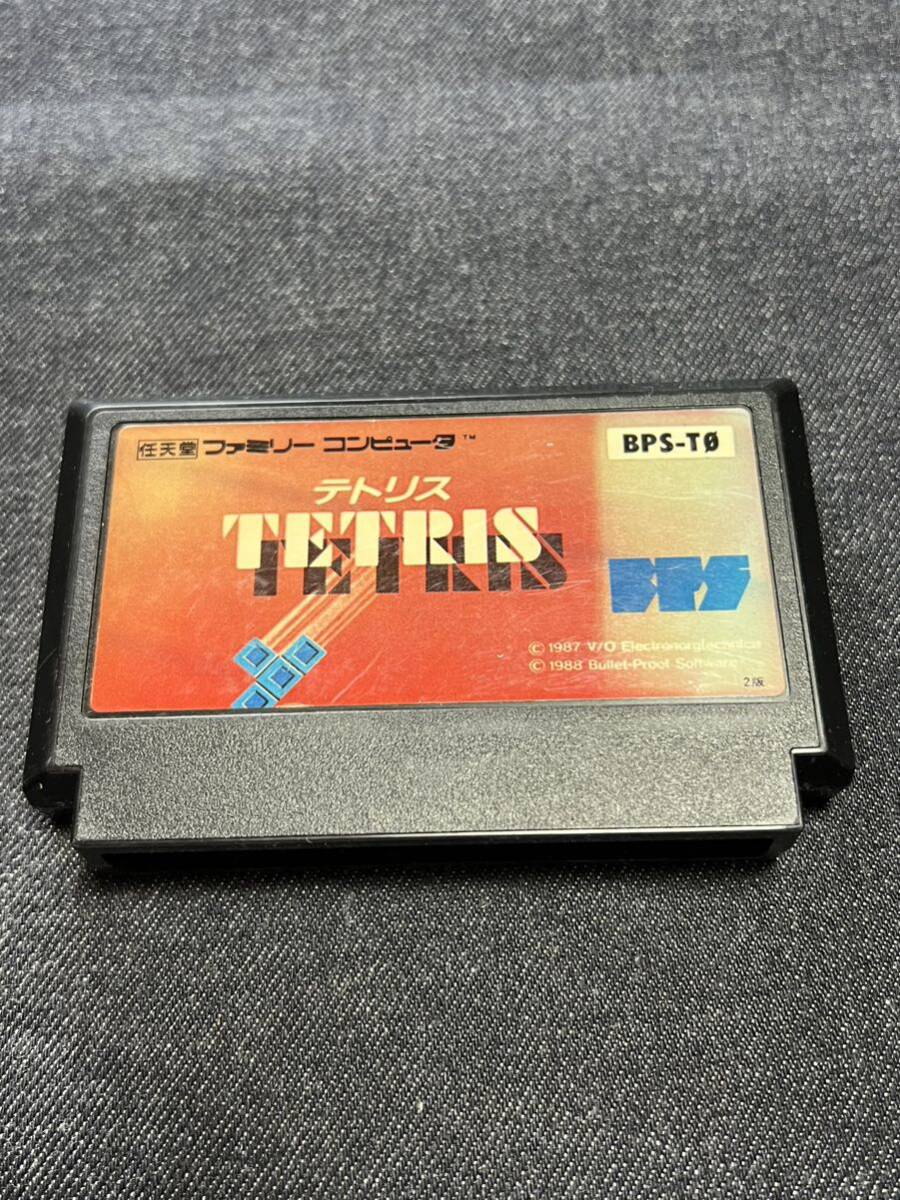 任天堂 ファミリー コンピュータ™
BPS-TØ
テトリス
TETRIS
BPS
© 1987 V/O Electronorgtechnica
© 1988 Bullet-Proof Software
2版